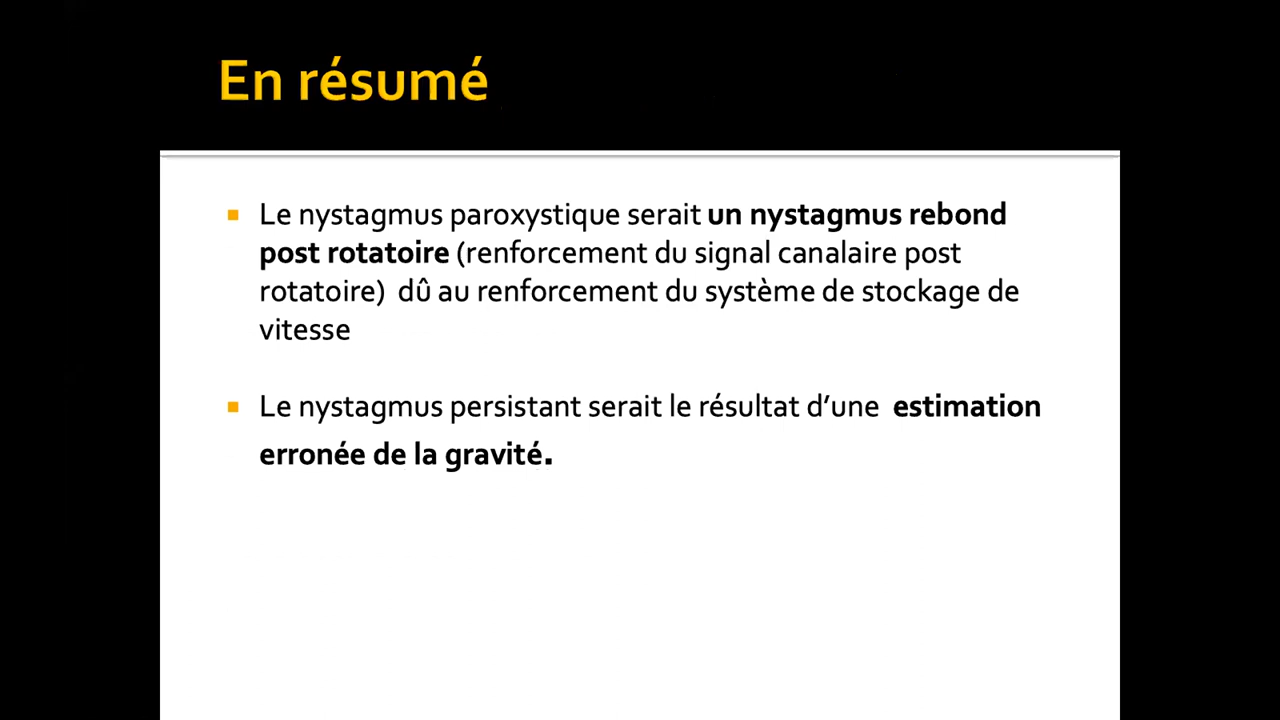 En résumé
Le nystagmus paroxystique serait un nystagmus rebond
post rotatoire (renforcement du signal canalaire post
rotatoire) dû au renforcement du système de stockage de
vitesse
Le nystagmus persistant serait le résultat d’une estimation
erronée de la gravité.